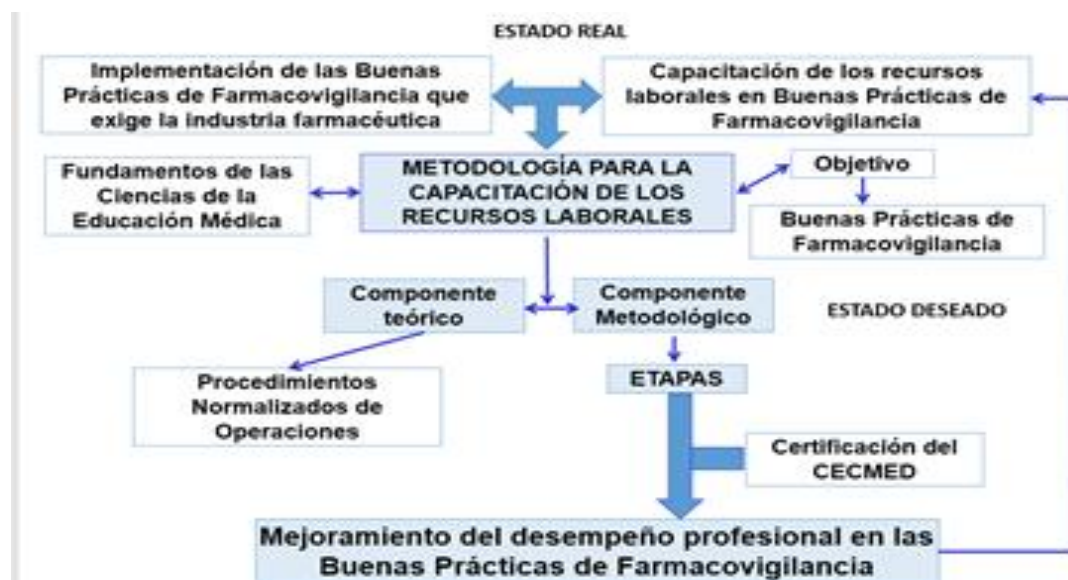 ESTADO REAL
Implementación de las Buenas
Prácticas de Farmacovigilancia que
exige la industria farmacéutica
Capacitación de los recursos
laborales en Buenas Prácticas de
Farmacovigilancia
Fundamentos de las
Ciencias de la
Educación Médica
METODOLOGÍA PARA LA
CAPACITACIÓN DE LOS
RECURSOS LABORALES
Objetivo
Buenas Prácticas de
Farmacovigilancia
Componente
teórico
Componente
Metodológico
ESTADO DESEADO
Procedimientos
Normalizados de
Operaciones
ETAPAS
Certificación del
CECMED
Mejoramiento del desempeño profesional en las
Buenas Prácticas de Farmacovigilancia